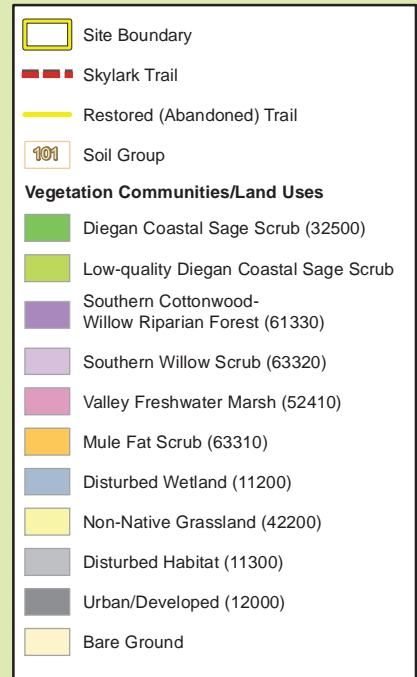 Site Boundary
Skylark Trail
Restored (Abandoned) Trail
101 Soil Group
Vegetation Communities/Land Uses
Diegan Coastal Sage Scrub (32500)
Low-quality Diegan Coastal Sage Scrub
Southern Cottonwood-
Willow Riparian Forest (61330)
Southern Willow Scrub (63320)
Valley Freshwater Marsh (52410)
Mule Fat Scrub (63310)
Disturbed Wetland (11200)
Non-Native Grassland (42200)
Disturbed Habitat (11300)
Urban/Developed (12000)
Bare Ground